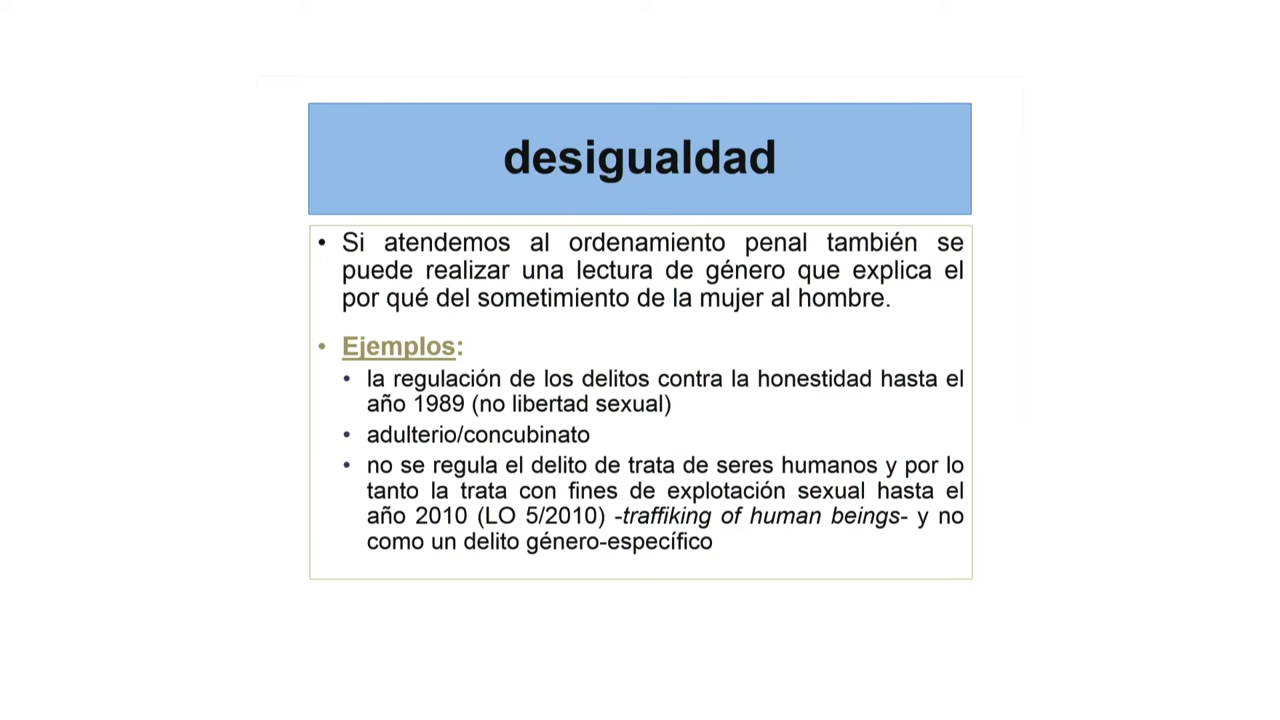 desigualdad
• Si atendemos al ordenamiento penal también se
puede realizar una lectura de género que explica el
por qué del sometimiento de la mujer al hombre.
• Ejemplos:
• la regulación de los delitos contra la honestidad hasta el
año 1989 (no libertad sexual)
• adulterio/concubinato
• no se regula el delito de trata de seres humanos y por lo
tanto la trata con fines de explotación sexual hasta el
año 2010 (LO 5/2010) -traffiking of human beings- y no
como un delito género-específico